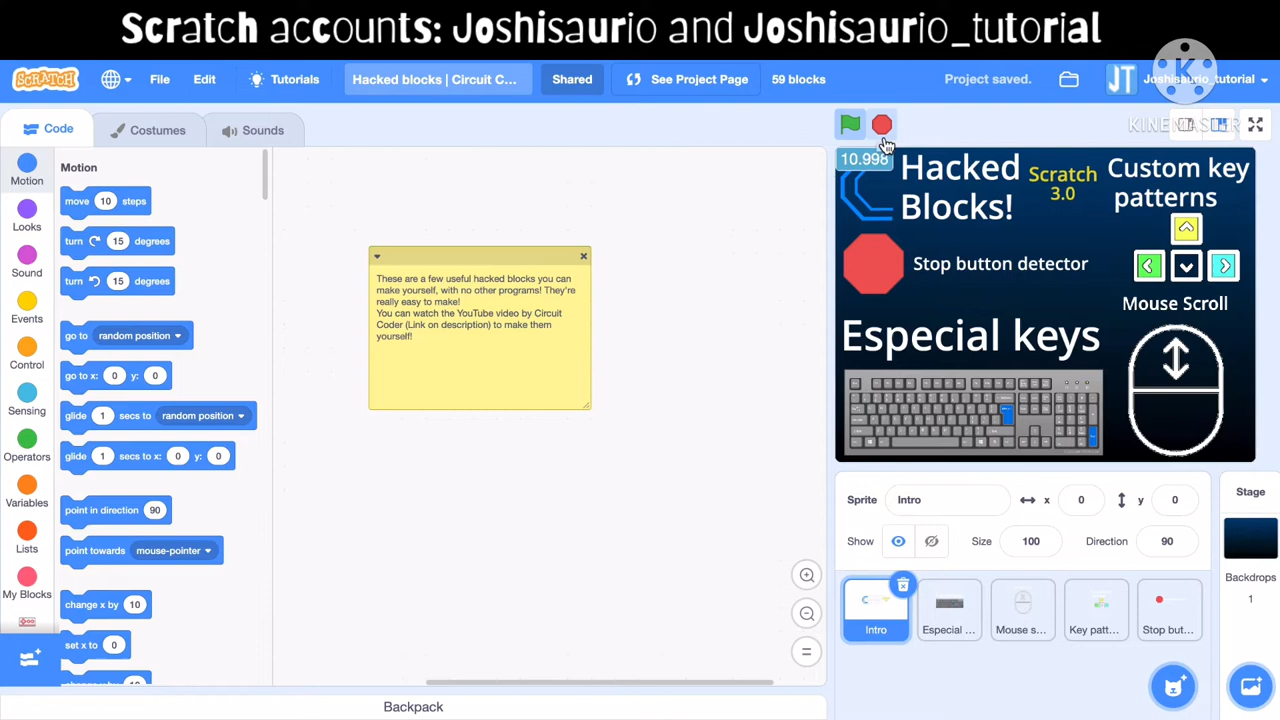 Scratch accounts: Joshisaurio and Joshisaurio_tutorial
SCRATCH File Edit Tutorials Hacked blocks | Circuit C... Shared See Project Page 59 blocks Project saved. JT Joshisaurio_tutorial
K
KINEMASTER
Code Costumes Sounds
Motion
Looks
Sound
Events
Control
Sensing
Operators
Variables
Lists
My Blocks
Motion
move 10 steps
turn 15 degrees
turn 15 degrees
go to random position
go to x: 0 y: 0
glide 1 secs to random position
glide 1 secs to x: 0 y: 0
point in direction 90
point towards mouse-pointer
change x by 10
set x to 0
These are a few useful hacked blocks you can
make yourself, with no other programs! They're
really easy to make!
You can watch the YouTube video by Circuit
Coder (Link on description) to make them
yourself!
10.998
Hacked
Blocks!
Scratch
3.0
Custom key
patterns
Stop button detector
Mouse Scroll
Especial keys
Sprite Intro x 0 y 0
Show Size 100 Direction 90
Intro
Especial ...
Mouse s...
Key patt...
Stop but...
Stage
Backdrops
1
Backpack